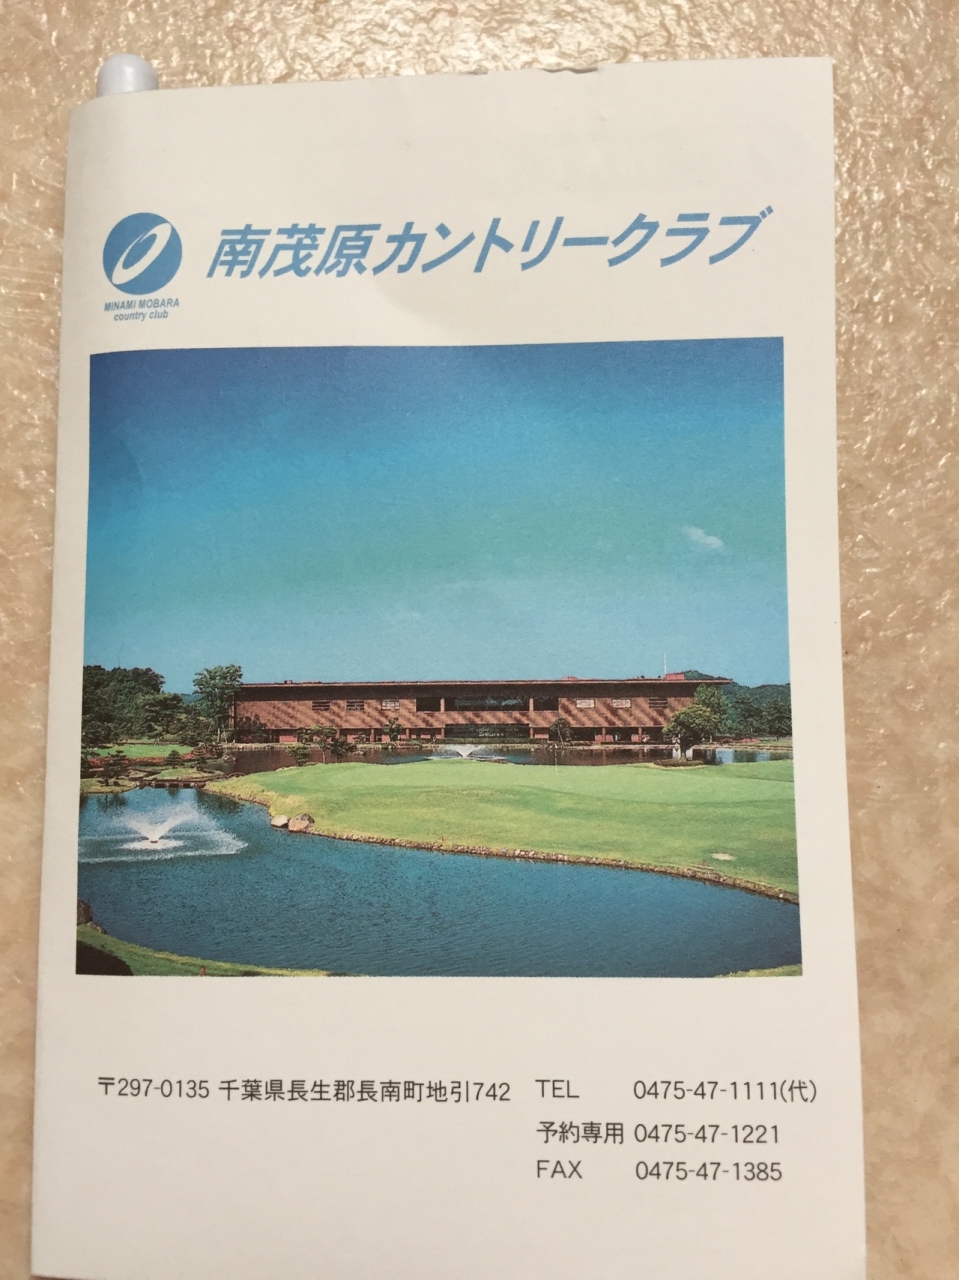 南茂原カントリークラブ
MINAMI MOBARA
country club
〒297-0135 千葉県長生郡長南町地引742 TEL 0475-47-1111(代)
予約専用 0475-47-1221
FAX 0475-47-1385